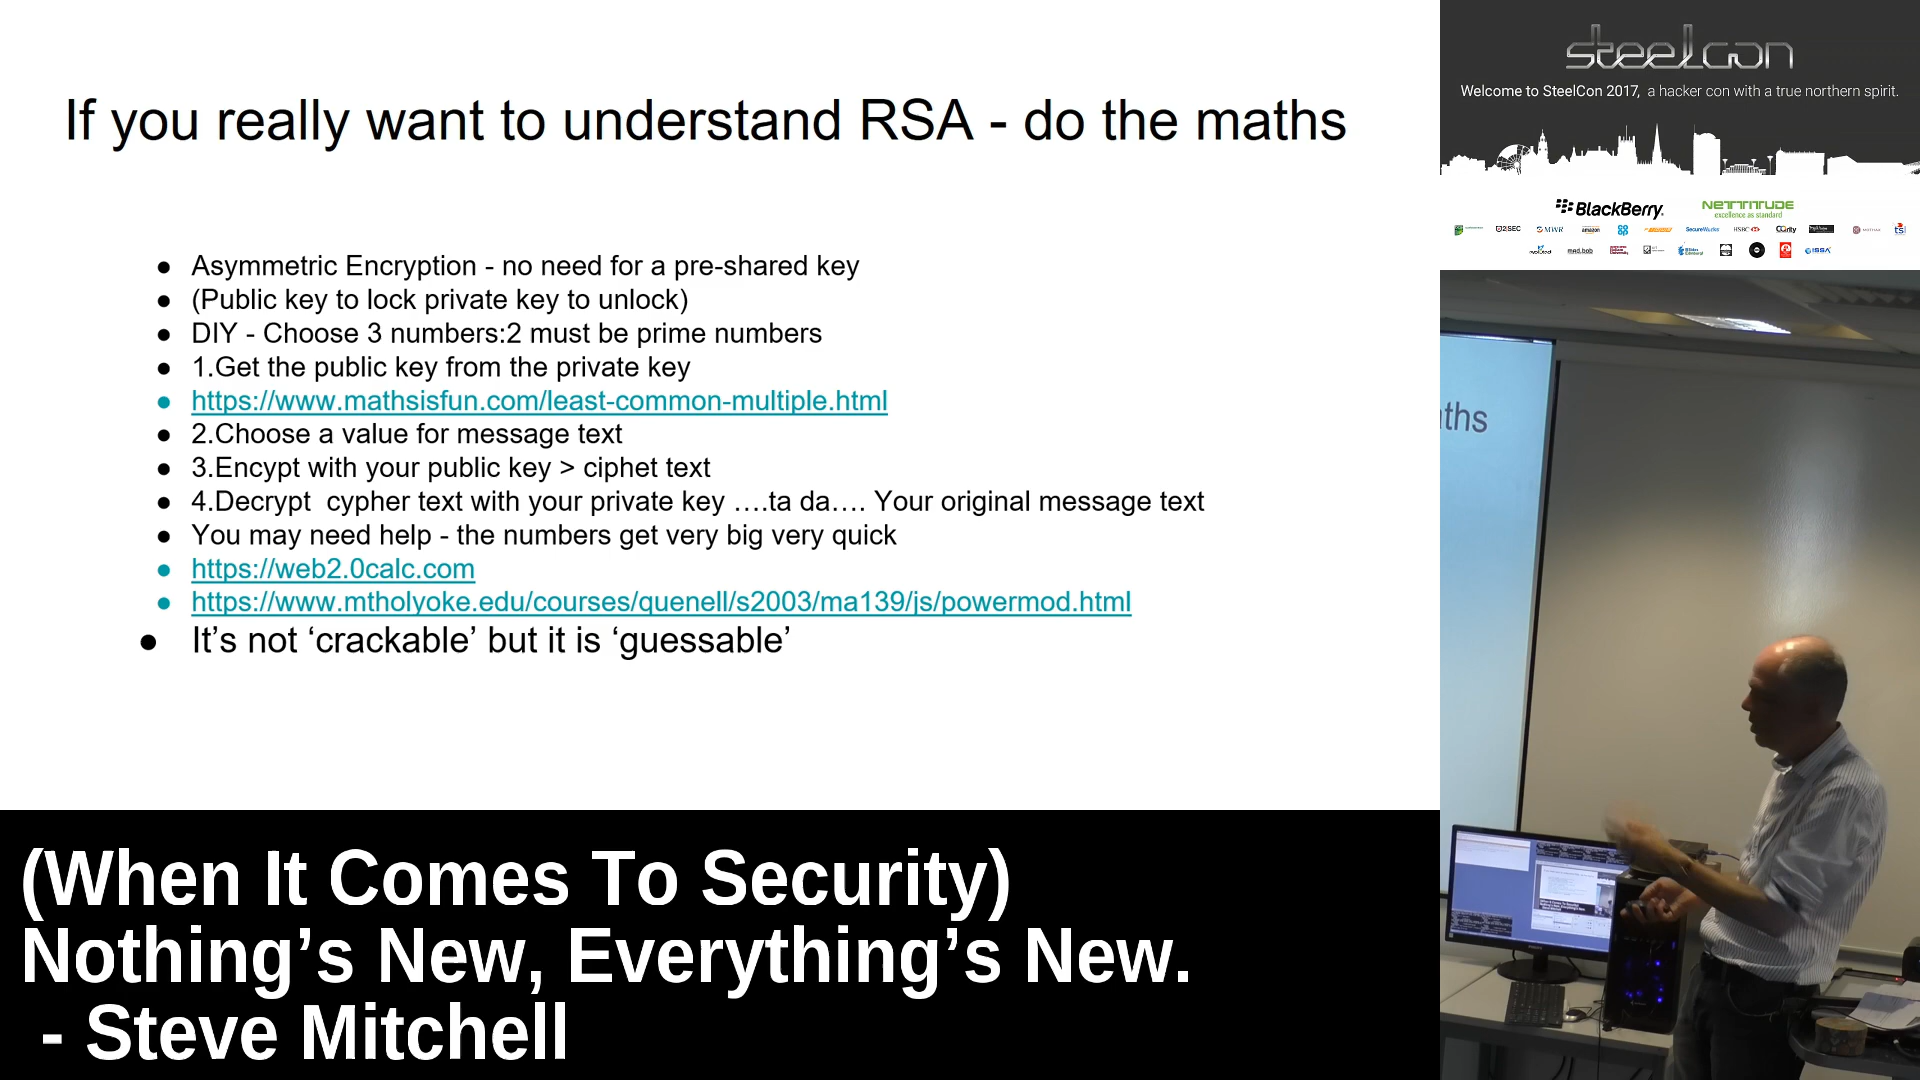 If you really want to understand RSA - do the maths
● Asymmetric Encryption - no need for a pre-shared key
● (Public key to lock private key to unlock)
● DIY - Choose 3 numbers:2 must be prime numbers
● 1.Get the public key from the private key
● https://www.mathsisfun.com/least-common-multiple.html
● 2.Choose a value for message text
● 3.Encypt with your public key > ciphet text
● 4.Decrypt  cypher text with your private key ….ta da…. Your original message text
● You may need help - the numbers get very big very quick
● https://web2.0calc.com
● https://www.mtholyoke.edu/courses/quenell/s2003/ma139/js/powermod.html
● It’s not ‘crackable’ but it is ‘guessable’
(When It Comes To Security)
Nothing’s New, Everything’s New.
- Steve Mitchell
steelcon
Welcome to SteelCon 2017, a hacker con with a true northern spirit.
BlackBerry.
NETTITUDE
excellence as standard
MWR
amazon
SecureWorks
HSBC
ISSA
ths